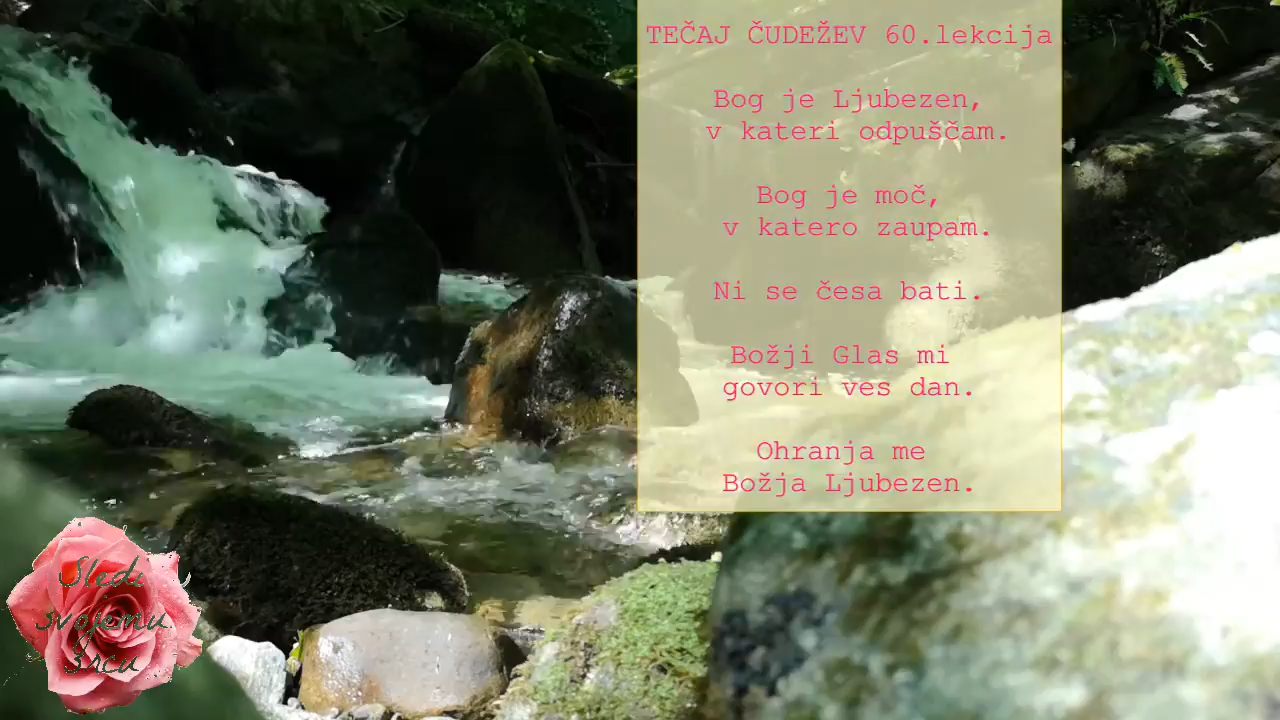 TEČAJ ČUDEŽEV 60.lekcija
Bog je Ljubezen,
v kateri odpuščam.
Bog je moč,
v katero zaupam.
Ni se česa bati.
Božji Glas mi
govori ves dan.
Ohranja me
Božja Ljubezen.
Sledi
svojemu
srcu